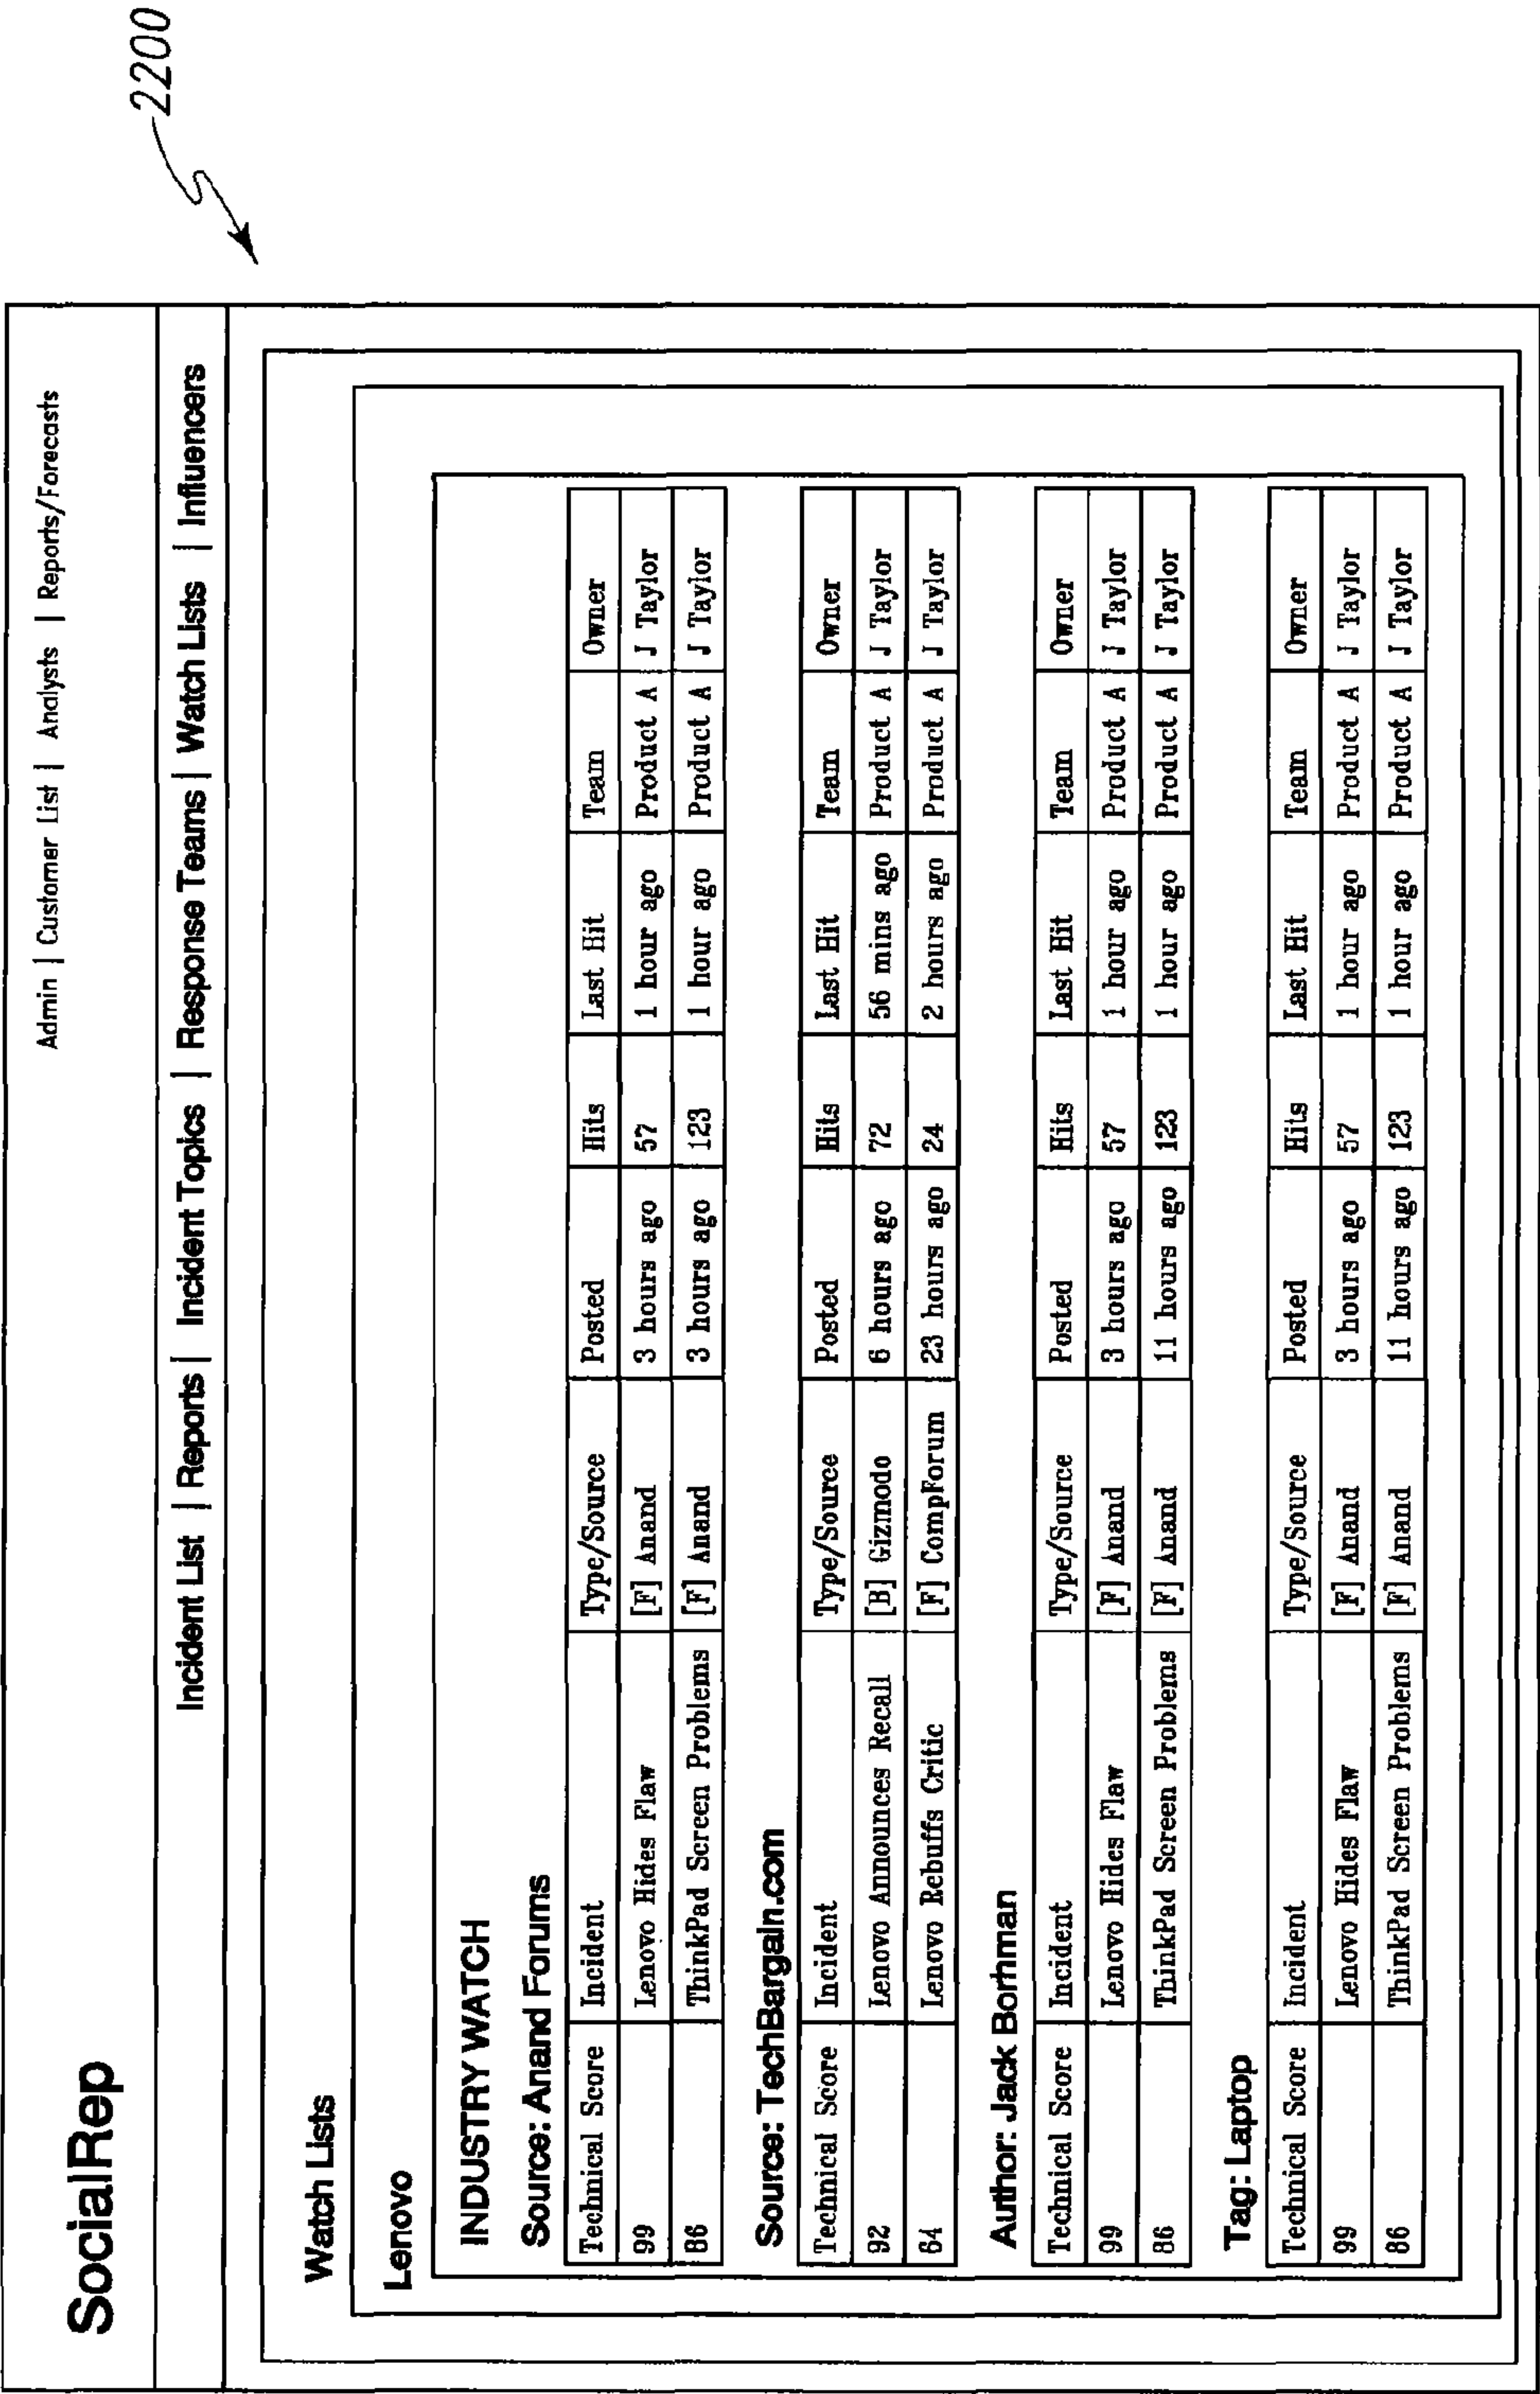 2200
Admin | Customer List | Analysts | Reports/Forecasts
SocialRep
Incident List | Reports | Incident Topics | Response Teams | Watch Lists | Influencers
Watch Lists
Lenovo
INDUSTRY WATCH
Source: Anand Forums
Technical Score Incident Type/Source Posted Hits Last Hit Team Owner
99 Lenovo Hides Flaw [F] Anand 3 hours ago 57 1 hour ago Product A J Taylor
86 ThinkPad Screen Problems [F] Anand 3 hours ago 123 1 hour ago Product A J Taylor
Source: TechBargain.com
Technical Score Incident Type/Source Posted Hits Last Hit Team Owner
92 Lenovo Announces Recall [B] Gizmodo 6 hours ago 72 56 mins ago Product A J Taylor
64 Lenovo Rebuffs Critic [F] CompForum 23 hours ago 24 2 hours ago Product A J Taylor
Author: Jack Borhman
Technical Score Incident Type/Source Posted Hits Last Hit Team Owner
99 Lenovo Hides Flaw [F] Anand 3 hours ago 57 1 hour ago Product A J Taylor
86 ThinkPad Screen Problems [F] Anand 11 hours ago 123 1 hour ago Product A J Taylor
Tag: Laptop
Technical Score Incident Type/Source Posted Hits Last Hit Team Owner
99 Lenovo Hides Flaw [F] Anand 3 hours ago 57 1 hour ago Product A J Taylor
86 ThinkPad Screen Problems [F] Anand 11 hours ago 123 1 hour ago Product A J Taylor